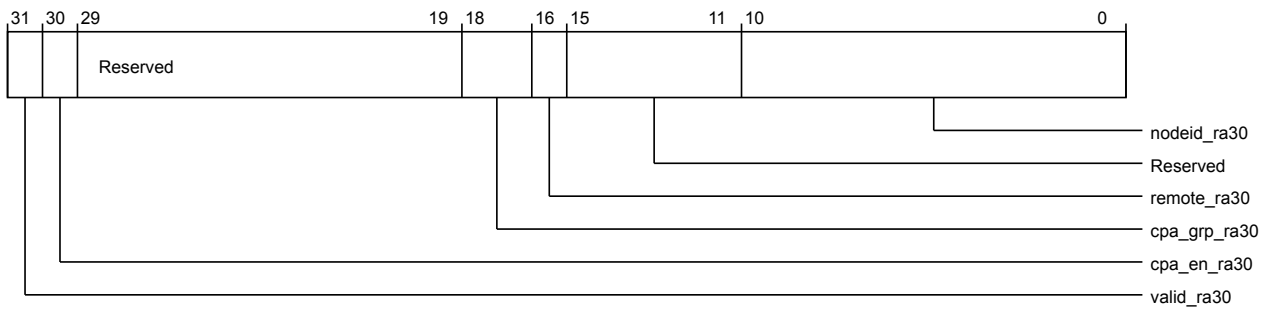 31 30 29 19 18 16 15 11 10 0
Reserved
nodeid_ra30
Reserved
remote_ra30
cpa_grp_ra30
cpa_en_ra30
valid_ra30